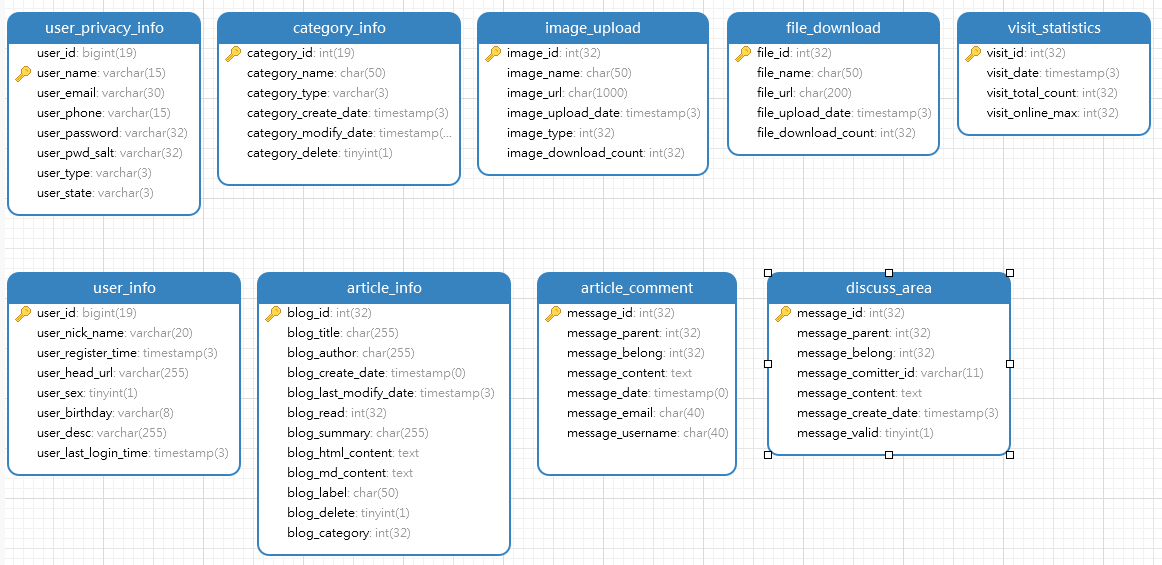 user_privacy_info
user_id: bigint(19)
user_name: varchar(15)
user_email: varchar(30)
user_phone: varchar(15)
user_password: varchar(32)
user_pwd_salt: varchar(32)
user_type: varchar(3)
user_state: varchar(3)
category_info
category_id: int(19)
category_name: char(50)
category_type: varchar(3)
category_create_date: timestamp(3)
category_modify_date: timestamp(...
category_delete: tinyint(1)
image_upload
image_id: int(32)
image_name: char(50)
image_url: char(1000)
image_upload_date: timestamp(3)
image_type: int(32)
image_download_count: int(32)
file_download
file_id: int(32)
file_name: char(50)
file_url: char(200)
file_upload_date: timestamp(3)
file_download_count: int(32)
visit_statistics
visit_id: int(32)
visit_date: timestamp(3)
visit_total_count: int(32)
visit_online_max: int(32)
user_info
user_id: bigint(19)
user_nick_name: varchar(20)
user_register_time: timestamp(3)
user_head_url: varchar(255)
user_sex: tinyint(1)
user_birthday: varchar(8)
user_desc: varchar(255)
user_last_login_time: timestamp(3)
article_info
blog_id: int(32)
blog_title: char(255)
blog_author: char(255)
blog_create_date: timestamp(0)
blog_last_modify_date: timestamp(3)
blog_read: int(32)
blog_summary: char(255)
blog_html_content: text
blog_md_content: text
blog_label: char(50)
blog_delete: tinyint(1)
blog_category: int(32)
article_comment
message_id: int(32)
message_parent: int(32)
message_belong: int(32)
message_content: text
message_date: timestamp(0)
message_email: char(40)
message_username: char(40)
discuss_area
message_id: int(32)
message_parent: int(32)
message_belong: int(32)
message_comitter_id: varchar(11)
message_content: text
message_create_date: timestamp(3)
message_valid: tinyint(1)